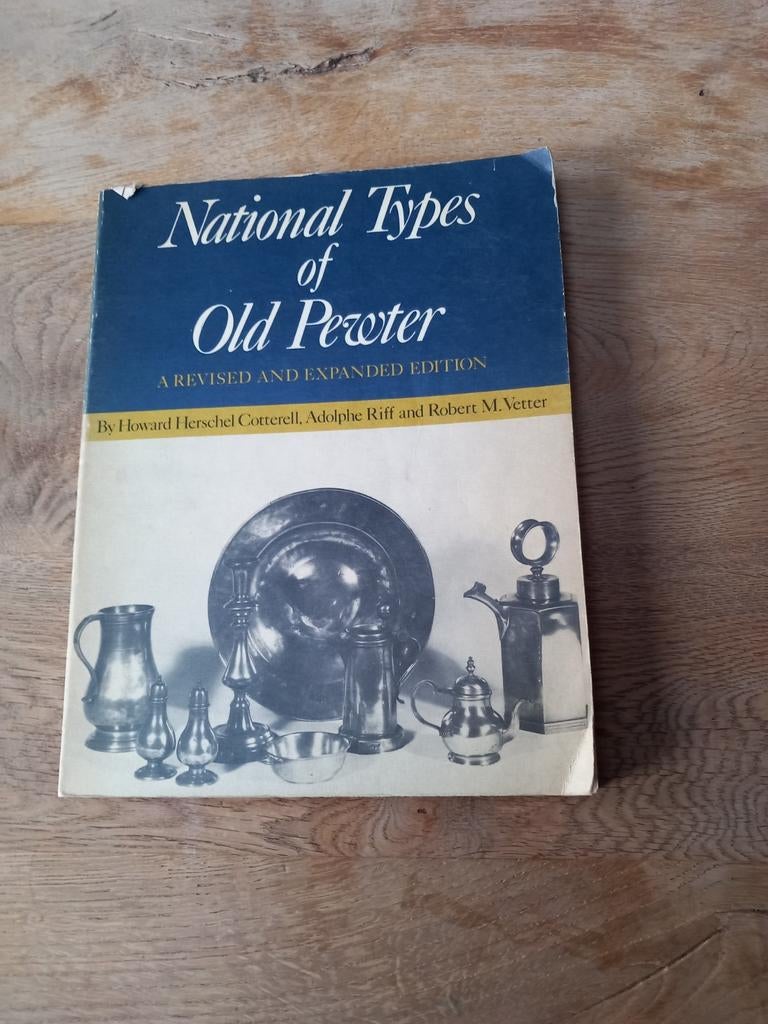 National Types
of
Old Pewter
A REVISED AND EXPANDED EDITION
By Howard Herschel Cotterell, Adolphe Riff and Robert M. Vetter